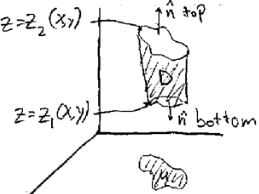 z=z₂(x,y)
n̂ top
D
z=z₁(x,y)
n̂ bottom